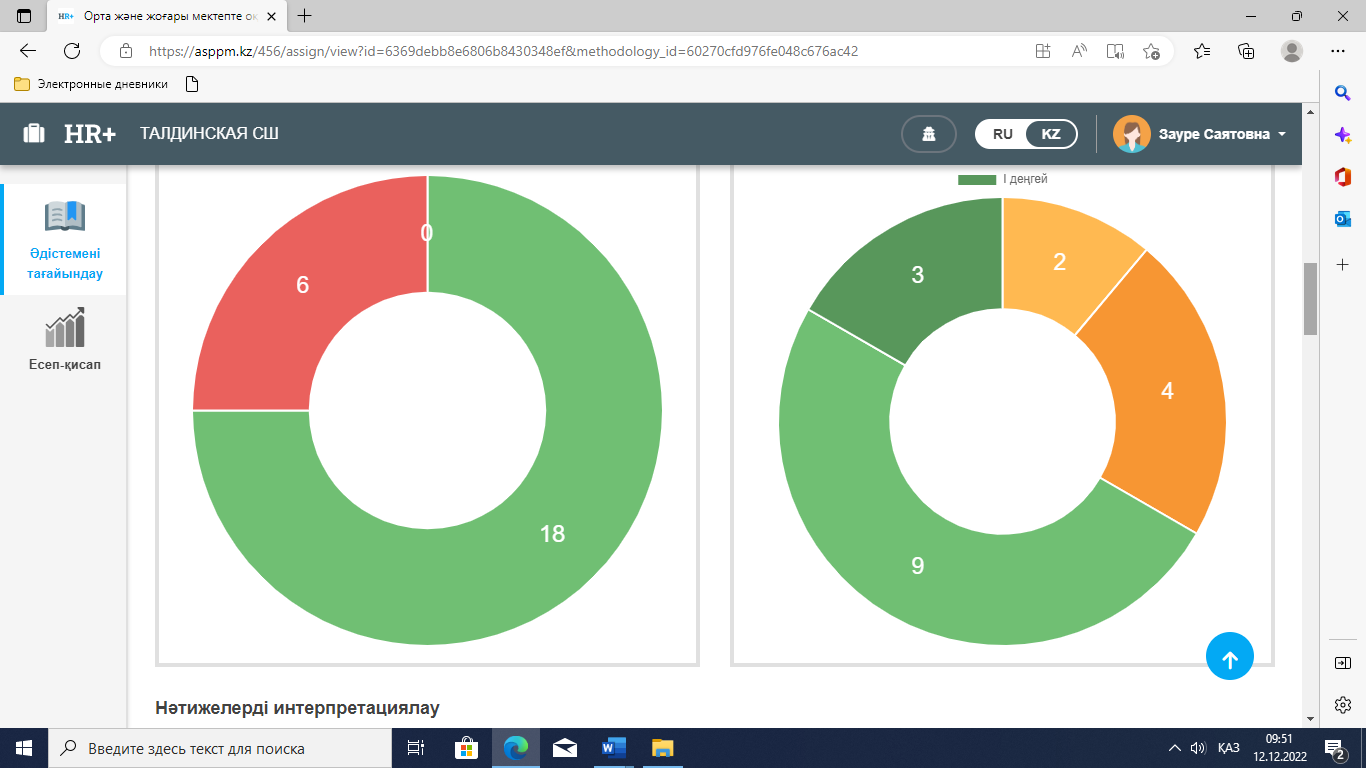 HR+ Орта және жоғары мектепте оқ
https://asppm.kz/456/assign/view?id=6369debb8e6806b8430348ef&methodology_id=60270cfd976fe048c676ac42
Электронные дневники
HR+ ТАЛДИНСКАЯ СШ RU KZ Зауре Саятовна
Әдістемені
тағайындау
Есеп-қисап
0
6
18
I деңгей
3
2
4
9
Нәтижелерді интерпретациялау
Введите здесь текст для поиска
ҚАЗ
09:51
12.12.2022
2